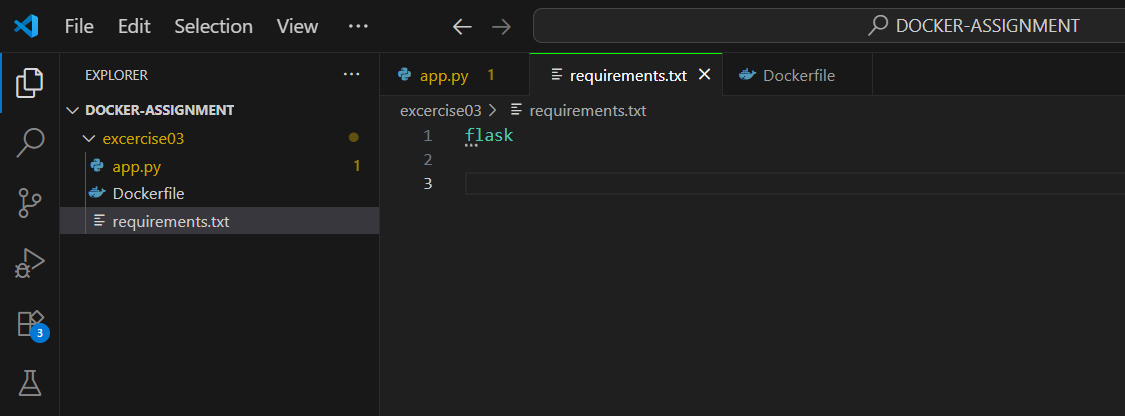 File Edit Selection View ··· ← → DOCKER-ASSIGNMENT
EXPLORER ···
DOCKER-ASSIGNMENT
excercise03
app.py 1
Dockerfile
requirements.txt
3
app.py 1 requirements.txt × Dockerfile
excercise03 > requirements.txt
1 flask
2
3